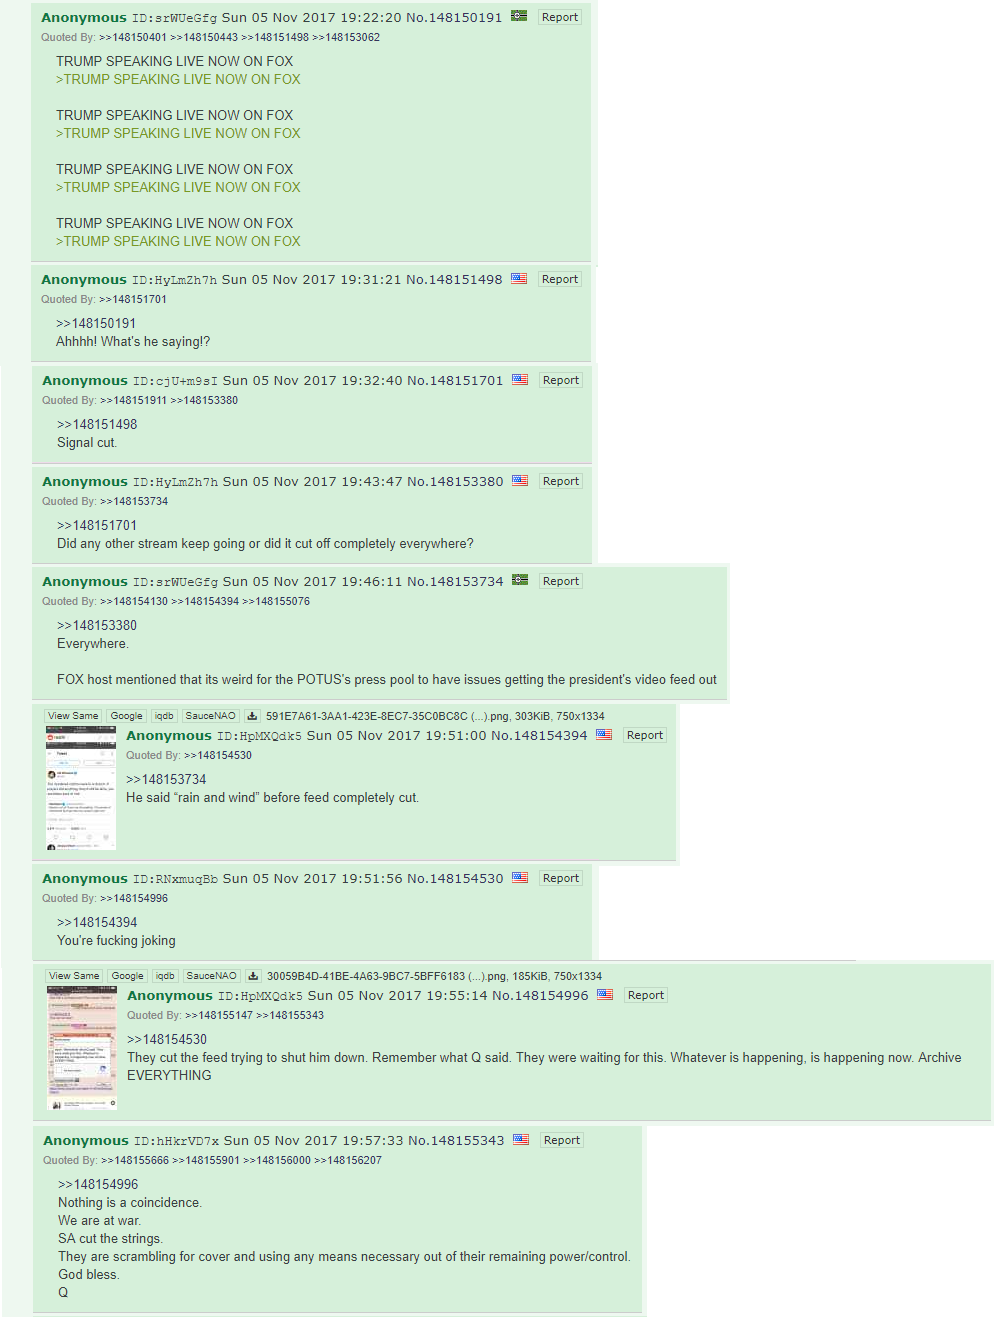 Anonymous ID:srWUeGfg Sun 05 Nov 2017 19:22:20 No.148150191 Report
Quoted By: >>148150401 >>148150443 >>148151498 >>148153062
TRUMP SPEAKING LIVE NOW ON FOX
>TRUMP SPEAKING LIVE NOW ON FOX
TRUMP SPEAKING LIVE NOW ON FOX
>TRUMP SPEAKING LIVE NOW ON FOX
TRUMP SPEAKING LIVE NOW ON FOX
>TRUMP SPEAKING LIVE NOW ON FOX
TRUMP SPEAKING LIVE NOW ON FOX
>TRUMP SPEAKING LIVE NOW ON FOX
Anonymous ID:HyLmZh7h Sun 05 Nov 2017 19:31:21 No.148151498 Report
Quoted By: >>148151701
>>148150191
Ahhhh! What's he saying!?
Anonymous ID:cjU+m9sI Sun 05 Nov 2017 19:32:40 No.148151701 Report
Quoted By: >>148151911 >>148153380
>>148151498
Signal cut.
Anonymous ID:HyLmZh7h Sun 05 Nov 2017 19:43:47 No.148153380 Report
Quoted By: >>148153734
>>148151701
Did any other stream keep going or did it cut off completely everywhere?
Anonymous ID:srWUeGfg Sun 05 Nov 2017 19:46:11 No.148153734 Report
Quoted By: >>148154130 >>148154394 >>148155076
>>148153380
Everywhere.
FOX host mentioned that its weird for the POTUS's press pool to have issues getting the president's video feed out
View Same Google iqdb SauceNAO 591E7A61-3AA1-423E-8EC7-35C0BC8C (...).png, 303KiB, 750x1334
Anonymous ID:HpMXQdk5 Sun 05 Nov 2017 19:51:00 No.148154394 Report
Quoted By: >>148154530
>>148153734
He said “rain and wind” before feed completely cut.
Anonymous ID:RNxmuqBb Sun 05 Nov 2017 19:51:56 No.148154530 Report
Quoted By: >>148154996
>>148154394
You're fucking joking
View Same Google iqdb SauceNAO 30059B4D-41BE-4A63-9BC7-5BFF6183 (...).png, 185KiB, 750x1334
Anonymous ID:HpMXQdk5 Sun 05 Nov 2017 19:55:14 No.148154996 Report
Quoted By: >>148155147 >>148155343
>>148154530
They cut the feed trying to shut him down. Remember what Q said. They were waiting for this. Whatever is happening, is happening now. Archive
EVERYTHING
Anonymous ID:hHkrVD7x Sun 05 Nov 2017 19:57:33 No.148155343 Report
Quoted By: >>148155666 >>148155901 >>148156000 >>148156207
>>148154996
Nothing is a coincidence.
We are at war.
SA cut the strings.
They are scrambling for cover and using any means necessary out of their remaining power/control.
God bless.
Q